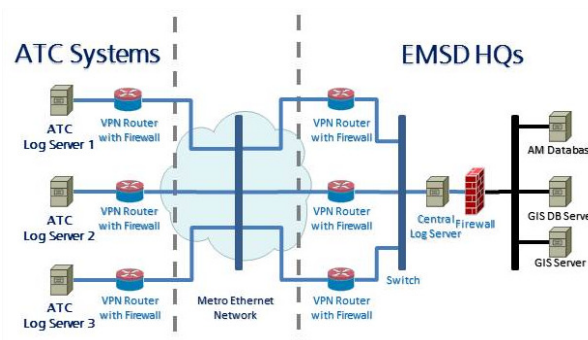 ATC Systems
EMSD HQs
ATC
Log Server 1
VPN Router
with Firewall
VPN Router
with Firewall
AM Databas
ATC
Log Server 2
VPN Router
with Firewall
VPN Router
with Firewall
Central
Log Server
Firewall
GIS DB Serve
ATC
Log Server 3
VPN Router
with Firewall
Metro Ethernet
Network
VPN Router
with Firewall
Switch
GIS Server